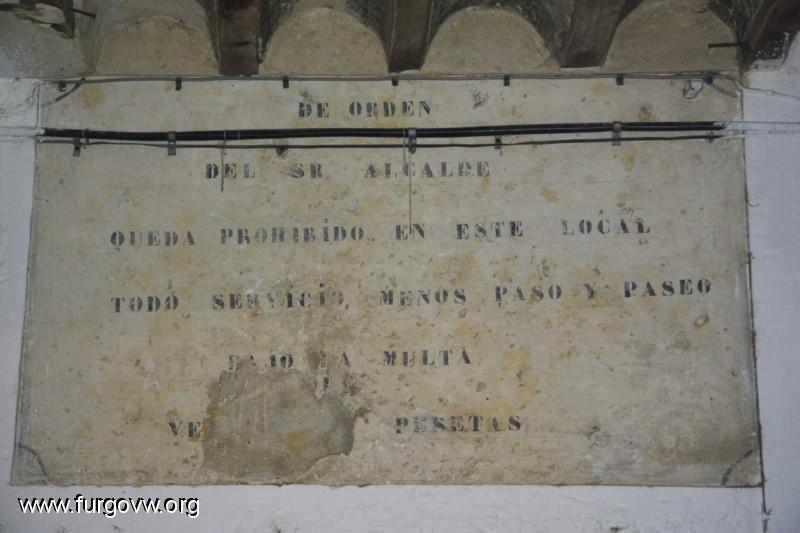 DE ORDEN
DEL SR ALCALDE
QUEDA PROHIBIDO EN ESTE LOCAL
TODO SERVICIO, MENOS PASO Y PASEO
BAJO LA MULTA
PESETAS
www.furgovw.org